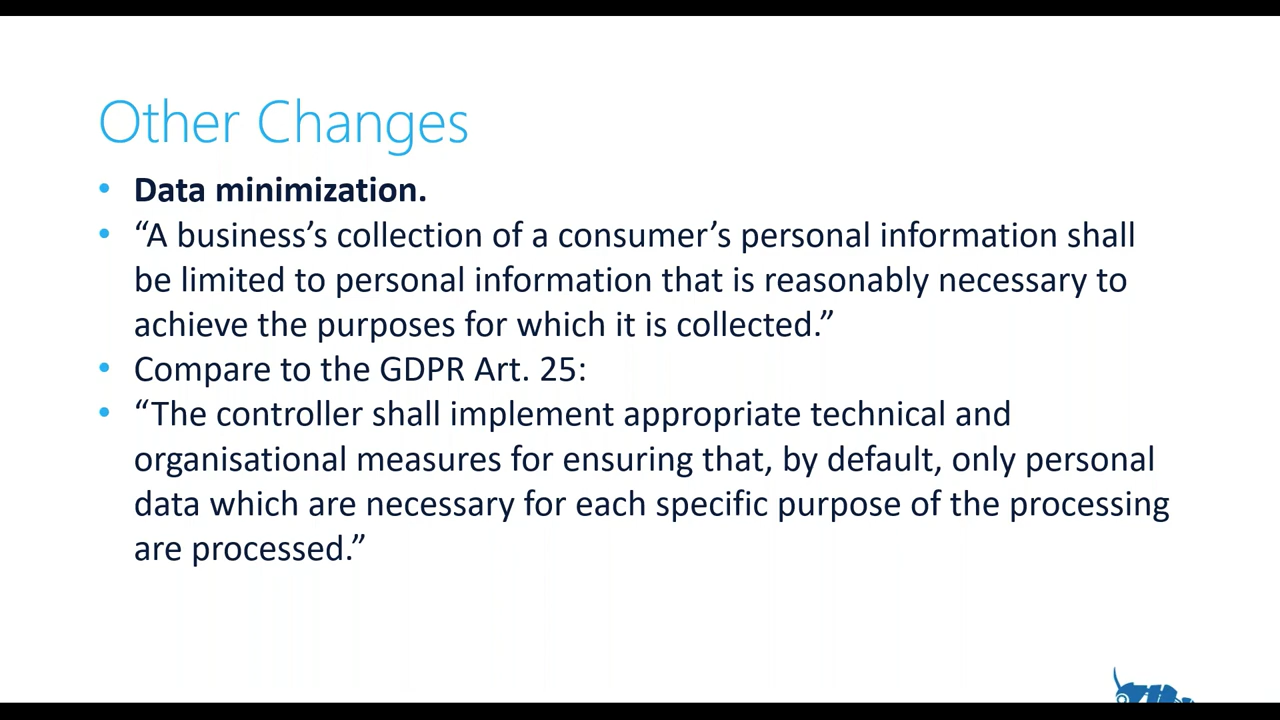 Other Changes
• Data minimization.
• “A business’s collection of a consumer’s personal information shall
be limited to personal information that is reasonably necessary to
achieve the purposes for which it is collected.”
• Compare to the GDPR Art. 25:
• “The controller shall implement appropriate technical and
organisational measures for ensuring that, by default, only personal
data which are necessary for each specific purpose of the processing
are processed.”